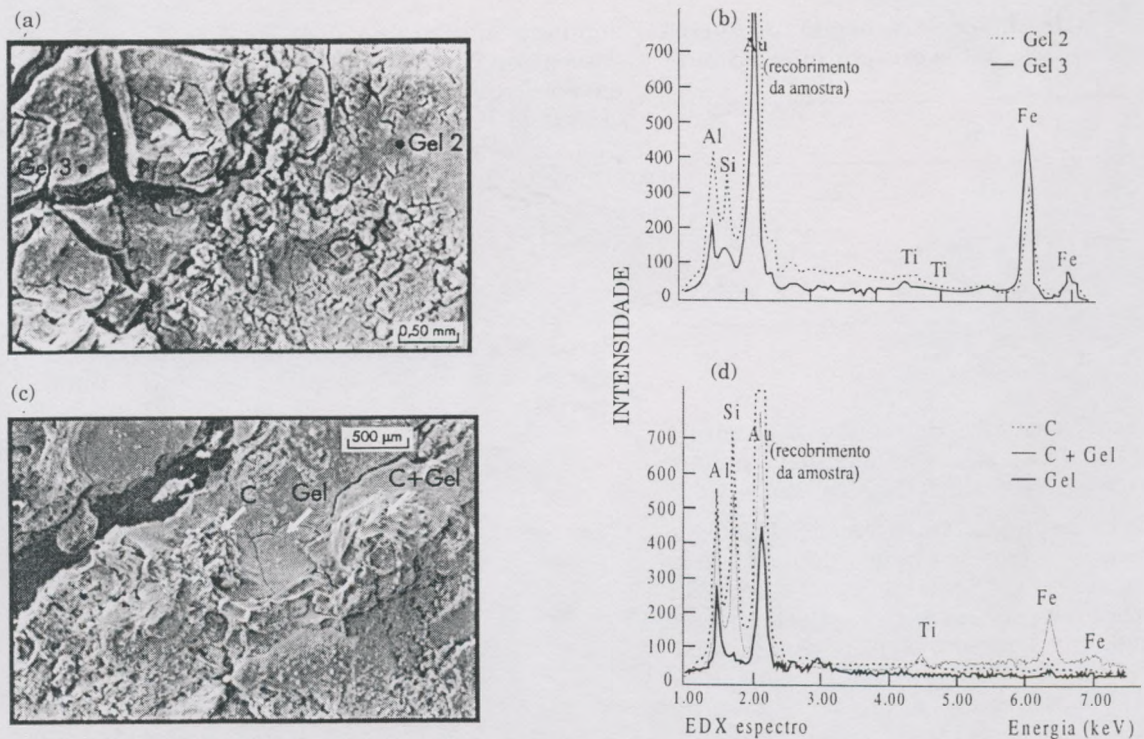 (a)
Gel 3
Gel 2
0,50 mm
(b)
700
600
500
400
300
200
100
0
Al
Si
Au
(recobrimento
da amostra)
Ti
Ti
Fe
Fe
Gel 2
Gel 3
INTENSIDADE
(c)
500 µm
C
Gel
C+Gel
(d)
700
600
500
400
300
200
100
0
Al
Si
Au
(recobrimento
da amostra)
Ti
Fe
Fe
C
C + Gel
Gel
1.00 2.00 3.00 4.00 5.00 6.00 7.00
EDX espectro Energia (keV)